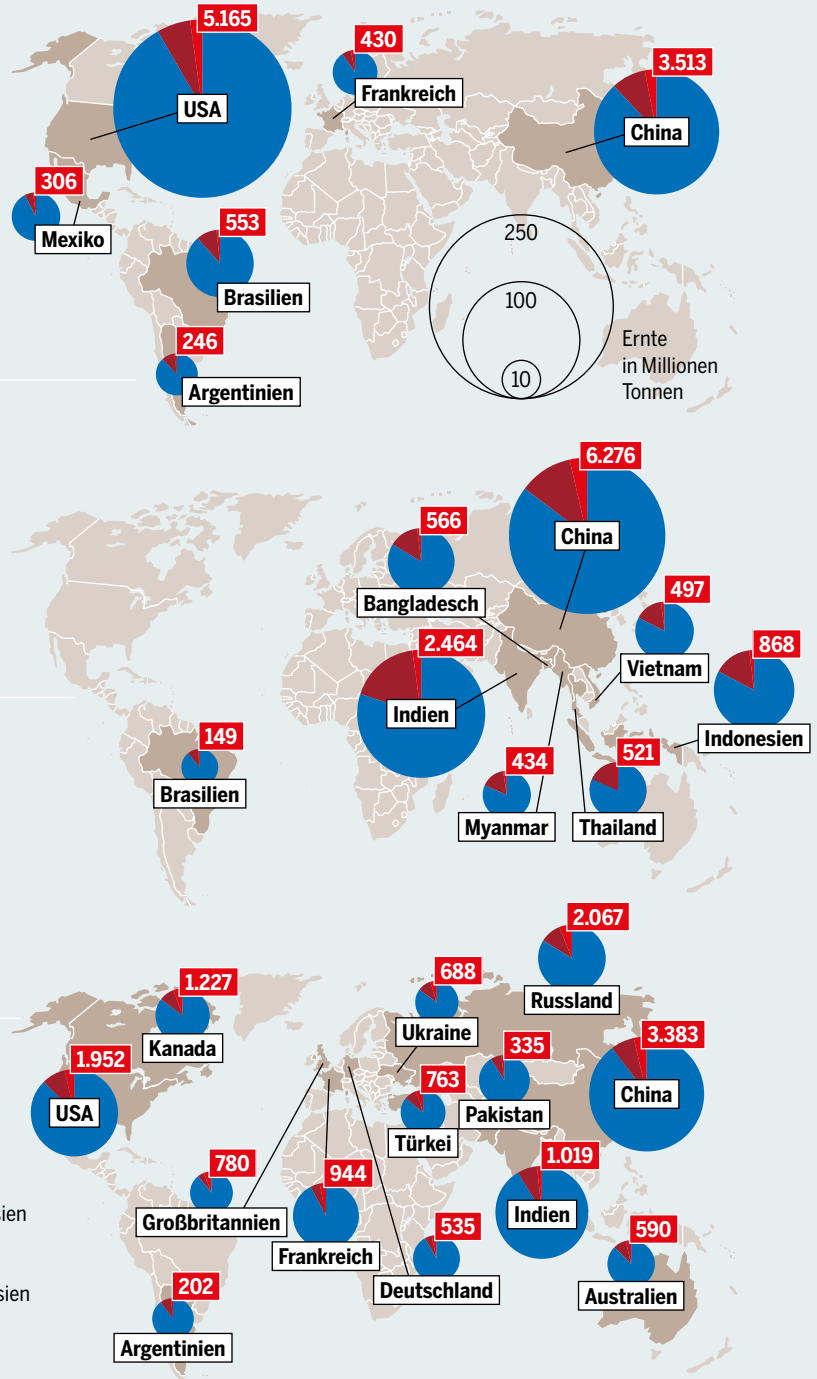 5.165
USA
430
Frankreich
3.513
China
306
Mexiko
553
Brasilien
246
Argentinien
250
100
10
Ernte
in Millionen
Tonnen
6.276
China
566
Bangladesch
497
Vietnam
2.464
Indien
868
Indonesien
149
Brasilien
434
Myanmar
521
Thailand
2.067
Russland
1.227
Kanada
688
Ukraine
1.952
USA
335
Pakistan
3.383
China
763
Türkei
780
Großbritannien
944
Frankreich
1.019
Indien
535
Deutschland
590
Australien
202
Argentinien
sien
sien